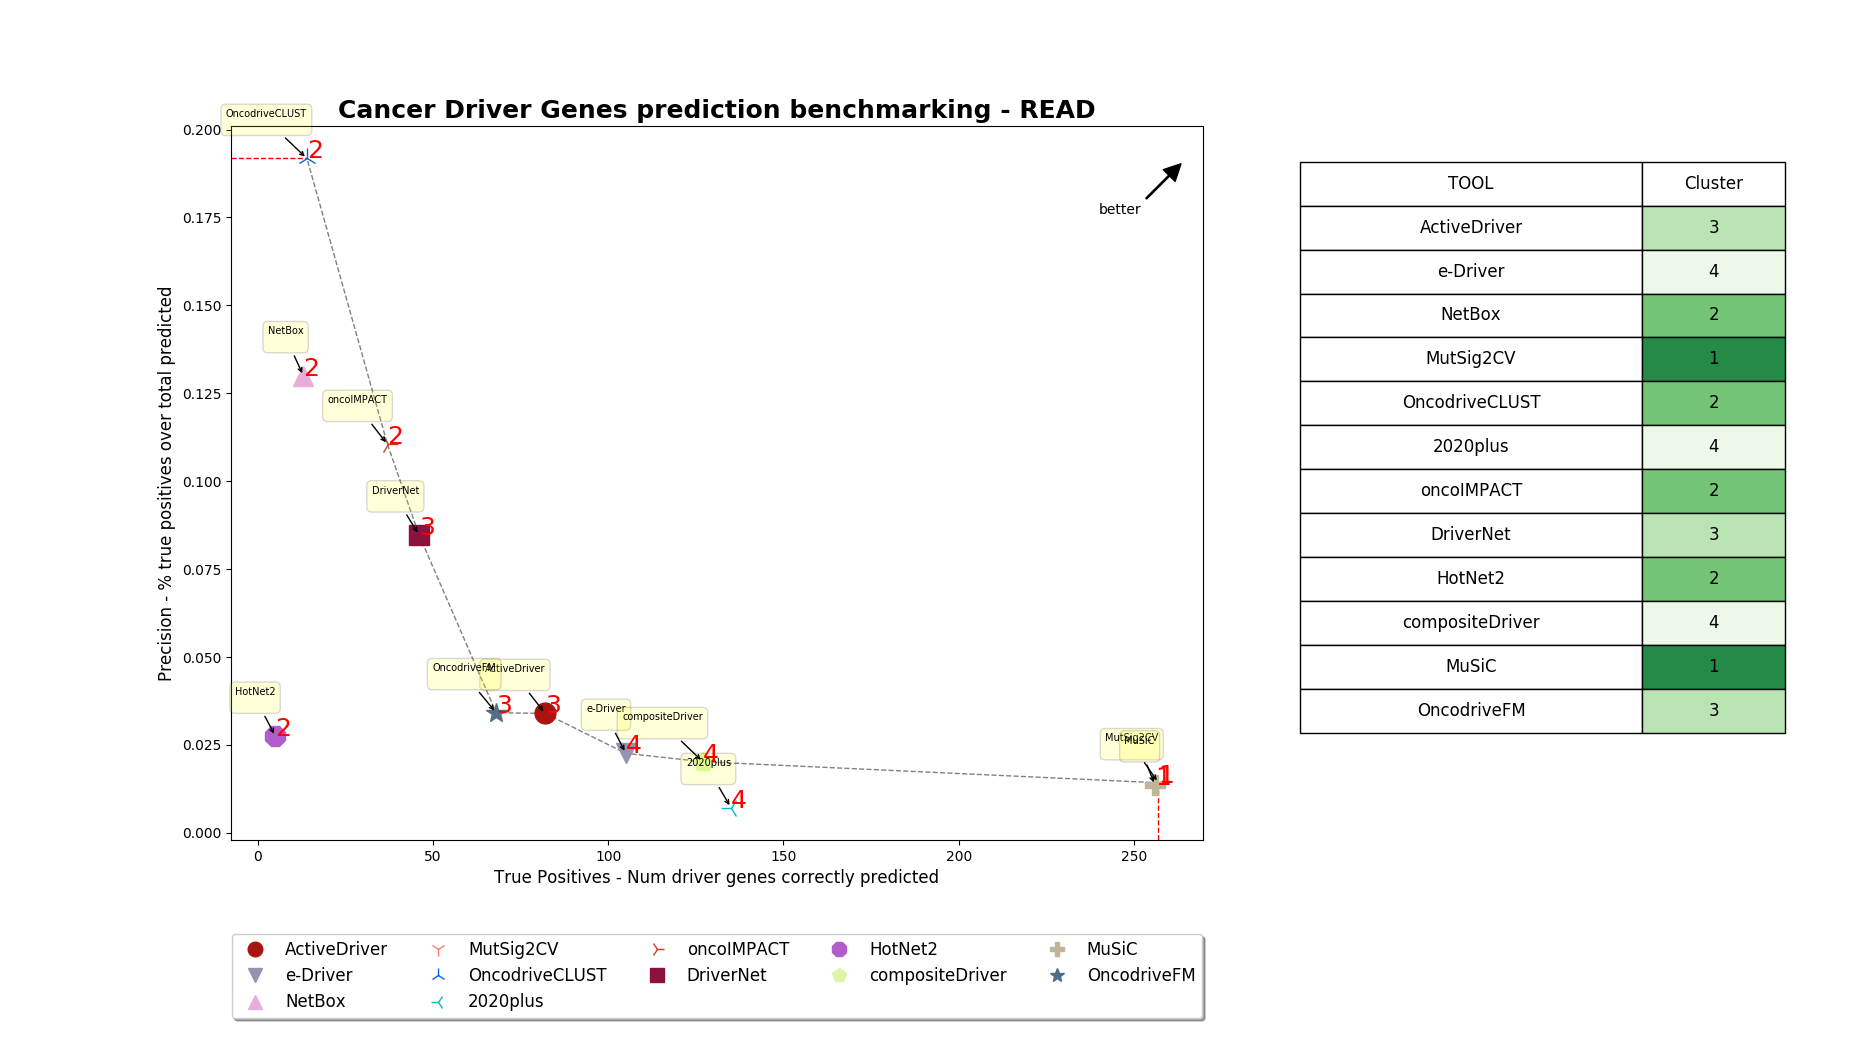 Cancer Driver Genes prediction benchmarking - READ
OncodriveCLUST
2
NetBox
2
oncoIMPACT
2
DriverNet
3
OncodriveFM
3
ActiveDriver
3
HotNet2
2
e-Driver
4
compositeDriver
4
2020plus
4
MutSig2CV
1
MuSiC
1
better
0.200
0.175
0.150
0.125
0.100
0.075
0.050
0.025
0.000
Precision - % true positives over total predicted
0 50 100 150 200 250
True Positives - Num driver genes correctly predicted
ActiveDriver MutSig2CV oncoIMPACT HotNet2 MuSiC
e-Driver OncodriveCLUST DriverNet compositeDriver OncodriveFM
NetBox 2020plus
TOOL Cluster
ActiveDriver 3
e-Driver 4
NetBox 2
MutSig2CV 1
OncodriveCLUST 2
2020plus 4
oncoIMPACT 2
DriverNet 3
HotNet2 2
compositeDriver 4
MuSiC 1
OncodriveFM 3